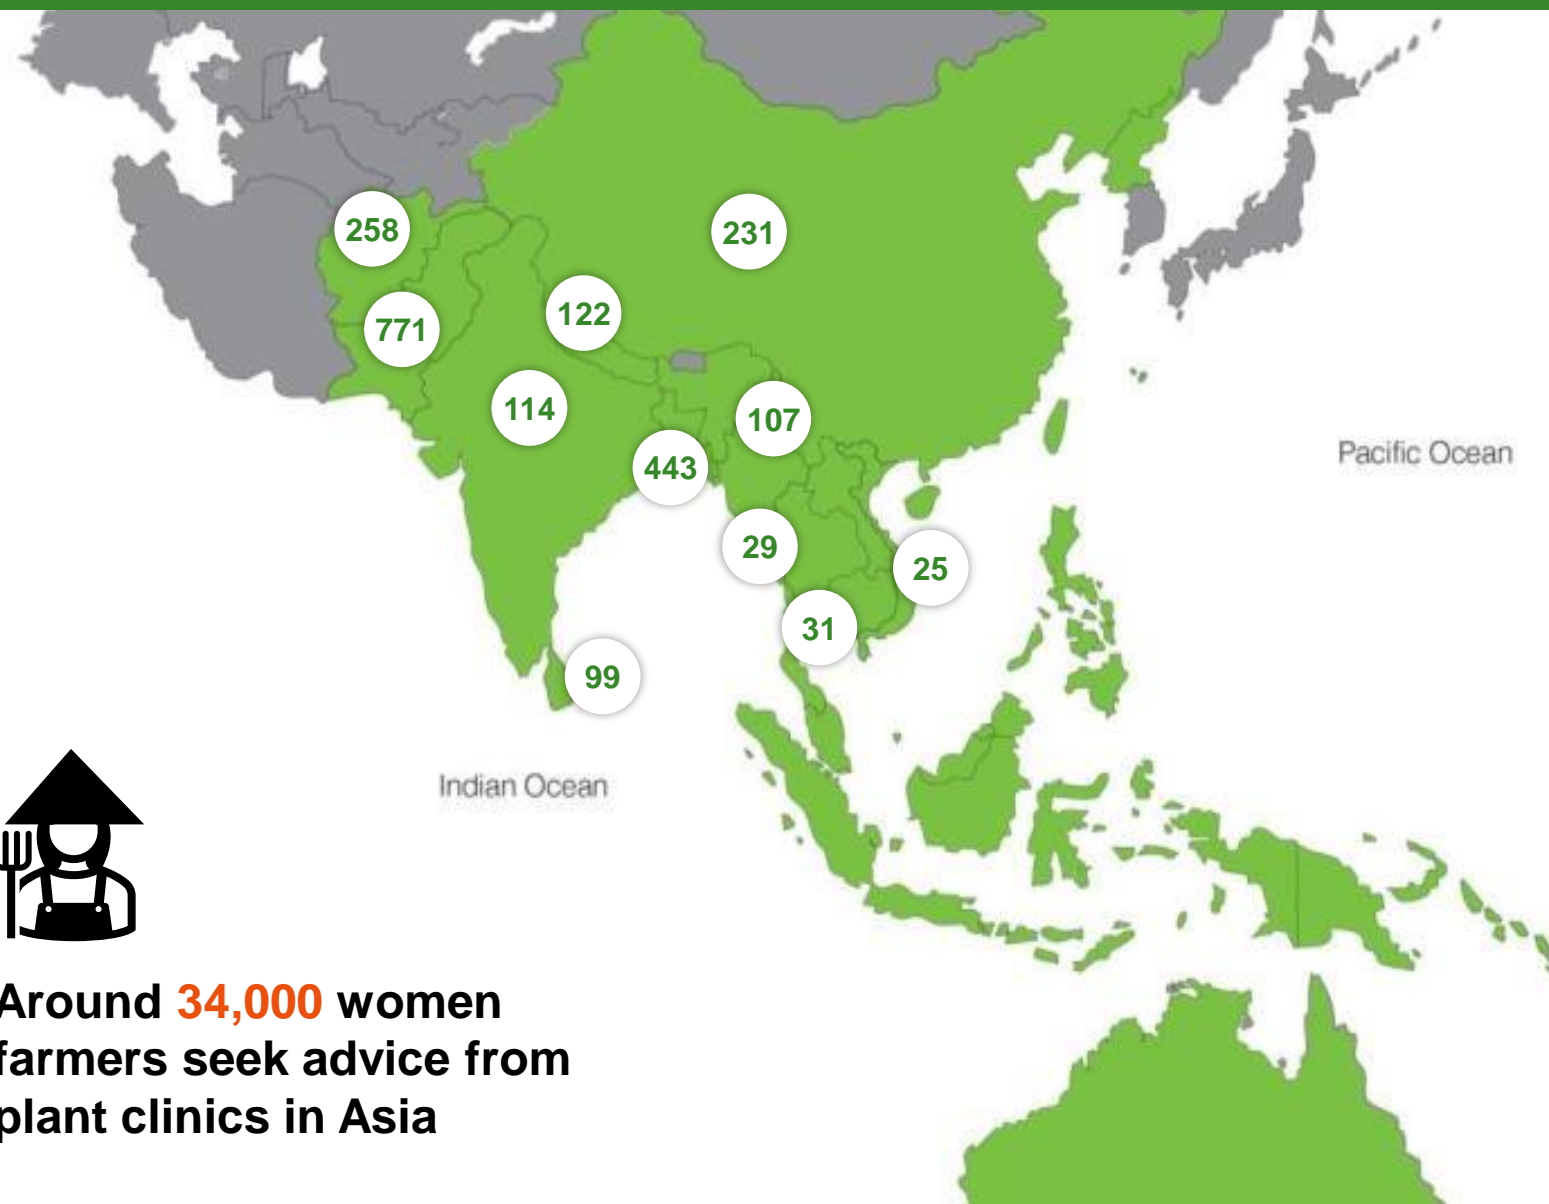 258
231
122
771
114
107
Pacific Ocean
443
29
25
31
99
Indian Ocean
Around 34,000 women
farmers seek advice from
plant clinics in Asia